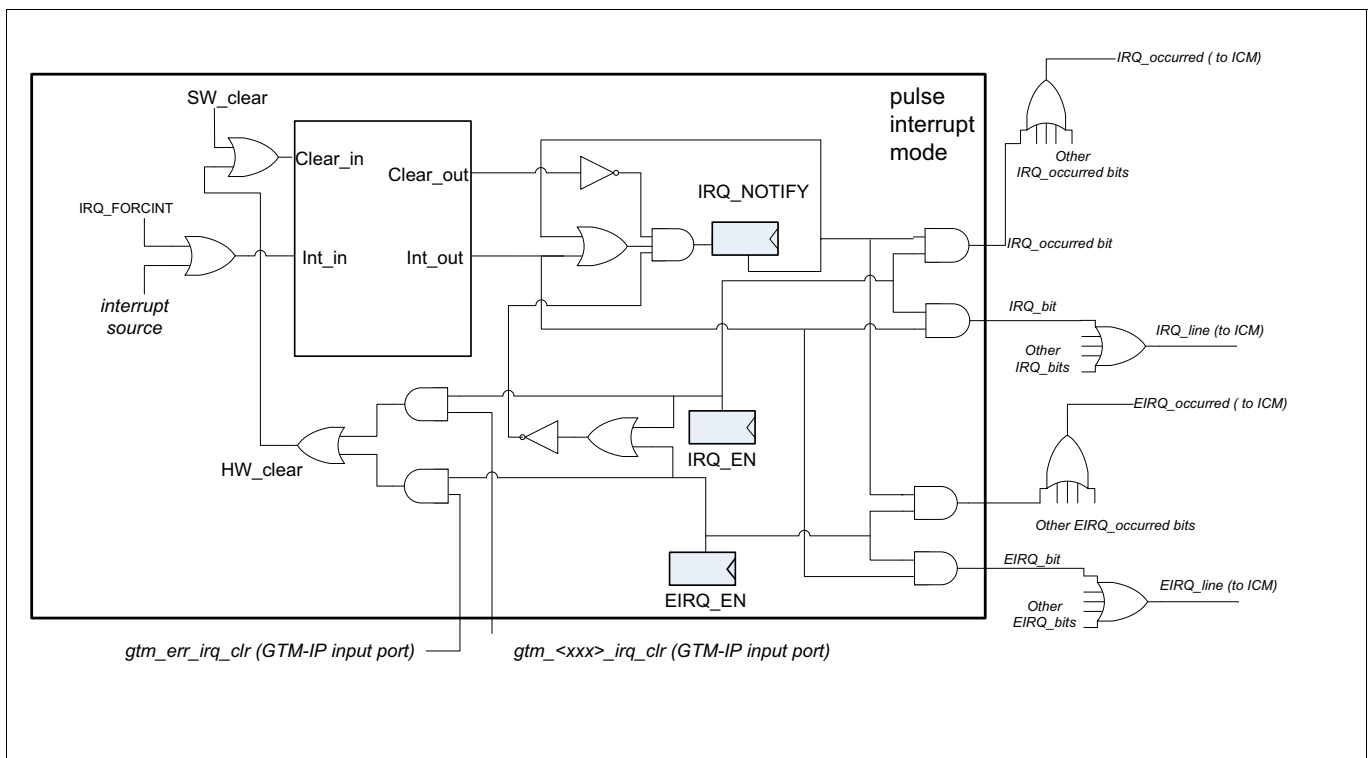 IRQ_occurred ( to ICM)
SW_clear
pulse
interrupt
mode
Clear_in
Clear_out
Other
IRQ_occurred bits
IRQ_NOTIFY
IRQ_FORCINT
IRQ_occurred bit
Int_in
Int_out
interrupt
source
IRQ_bit
IRQ_line (to ICM)
Other
IRQ_bits
EIRQ_occurred ( to ICM)
IRQ_EN
HW_clear
Other EIRQ_occurred bits
EIRQ_bit
EIRQ_line (to ICM)
EIRQ_EN
Other
EIRQ_bits
gtm_err_irq_clr (GTM-IP input port)
gtm_<xxx>_irq_clr (GTM-IP input port)